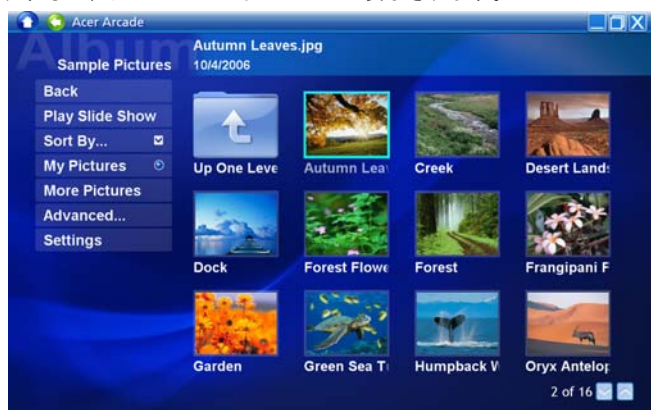 Acer Arcade
Album
Autumn Leaves.jpg
Sample Pictures
10/4/2006
Back
Play Slide Show
Sort By...
My Pictures
More Pictures
Advanced...
Settings
Up One Leve
Autumn Leav
Creek
Desert Lands
Dock
Forest Flowe
Forest
Frangipani F
Garden
Green Sea T
Humpback W
Oryx Antelop
2 of 16